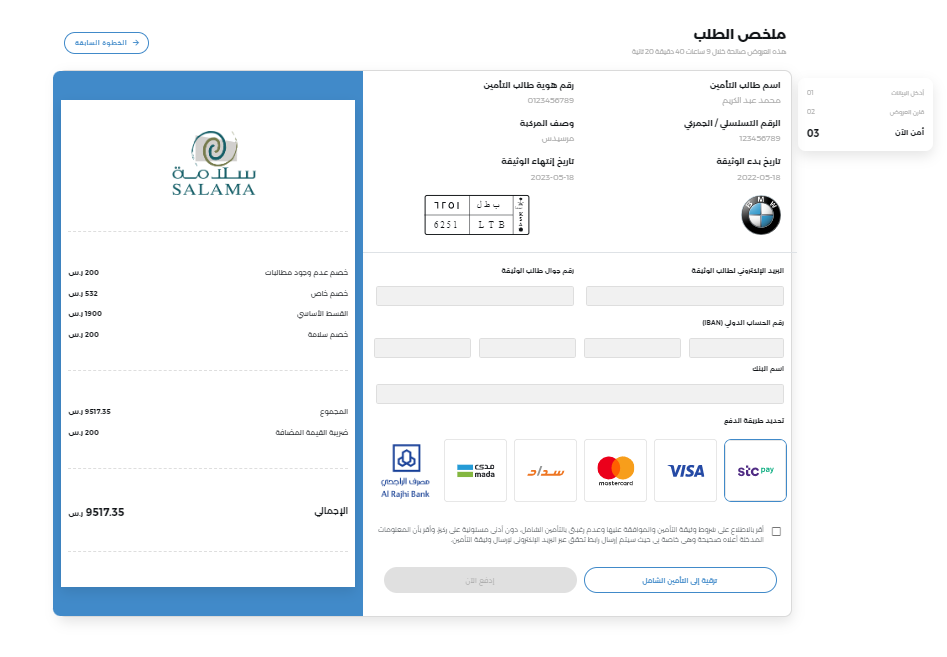 ملخص الطلب
هذه العروض صالحة خلال 9 ساعات 40 دقيقة 20 ثانية
الخطوة السابقة
أدخل البيانات 01
قارن العروض 02
أمن الآن 03
اسم طالب التأمين
محمد عبد الكريم
رقم هوية طالب التأمين
0123456789
الرقم التسلسلي / الجمركي
123456789
وصف المركبة
مرسيدس
تاريخ بدء الوثيقة
2022-05-18
تاريخ إنتهاء الوثيقة
2023-05-18
BMW
٦٢٥١ ب ط ل
6251 L T B
KSA
البريد الإلكتروني لطالب الوثيقة
رقم جوال طالب الوثيقة
رقم الحساب الدولي (IBAN)
اسم البنك
تحديد طريقة الدفع
stc pay
VISA
mastercard
سداد
مدى
mada
مصرف الراجحي
Al Rajhi Bank
أقر بالاطلاع على شروط وثيقة التأمين والموافقة عليها وعدم رغبتي بالتأمين الشامل، دون أدنى مسئولية على ركيزة وأقر بأن المعلومات
المدخلة أعلاه صحيحة وهي خاصة بي حيث سيتم إرسال رابط تحقق عبر البريد الإلكتروني لإرسال وثيقة التأمين.
ترقية إلى التأمين الشامل
إدفع الآن
سلامة
SALAMA
خصم عدم وجود مطالبات 200 ر.س
خصم خاص 532 ر.س
القسط الأساسي 1900 ر.س
خصم سلامة 200 ر.س
المجموع 9517.35 ر.س
ضريبة القيمة المضافة 200 ر.س
الإجمالي 9517.35 ر.س